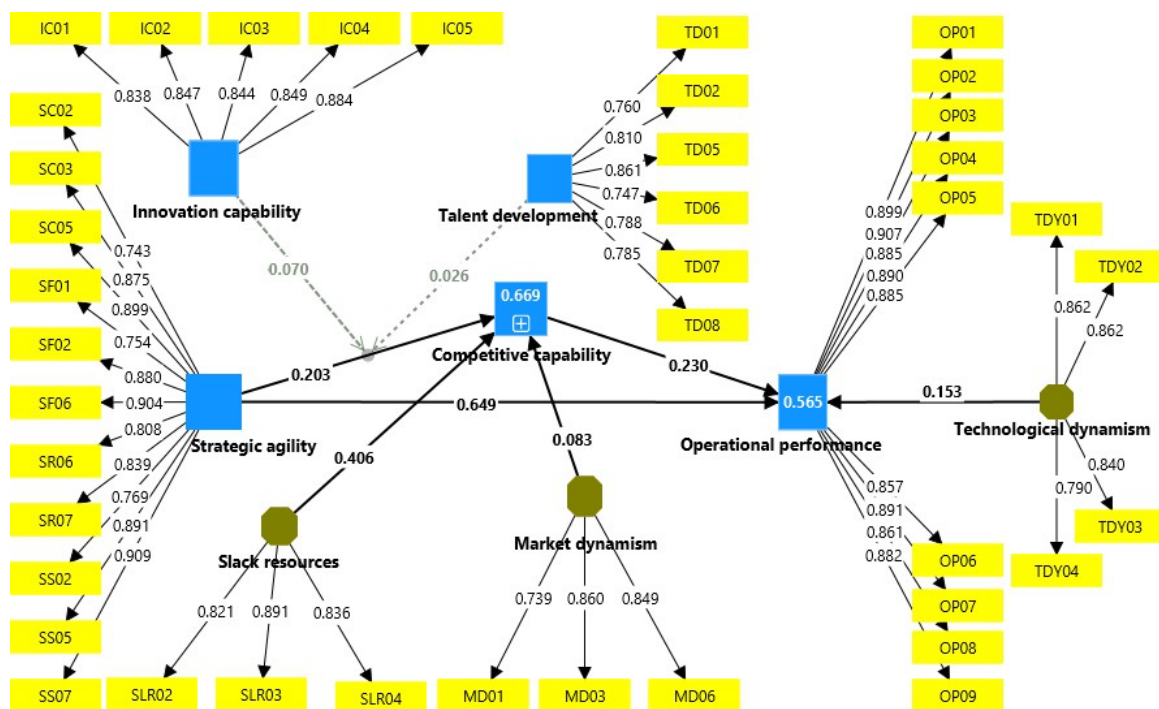 IC01
IC02
IC03
IC04
IC05
0.838
0.847
0.844
0.849
0.884
Innovation capability
TD01
TD02
TD05
TD06
TD07
TD08
0.760
0.810
0.861
0.747
0.788
0.785
Talent development
OP01
OP02
OP03
OP04
OP05
0.899
0.907
0.885
0.890
0.885
SC02
SC03
SC05
SF01
SF02
SF06
SR06
SR07
SS02
SS05
SS07
0.743
0.875
0.899
0.754
0.880
0.904
0.808
0.839
0.769
0.891
0.909
Strategic agility
0.070
0.026
0.669
Competitive capability
0.203
0.230
0.649
0.565
Operational performance
0.153
TDY01
TDY02
0.862
0.862
Technological dynamism
0.840
0.790
TDY03
TDY04
0.406
0.083
Slack resources
0.821
0.891
0.836
SLR02
SLR03
SLR04
Market dynamism
0.739
0.860
0.849
MD01
MD03
MD06
0.857
0.891
0.861
0.882
OP06
OP07
OP08
OP09